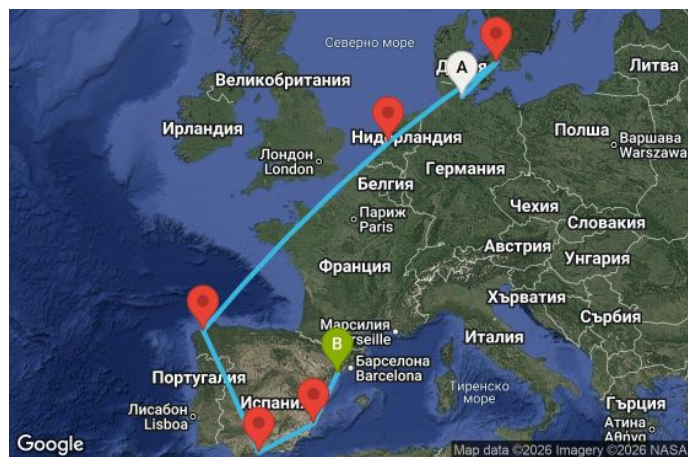 Северно море
Литва
Великобритания
Ирландия
Нидерландия
Полша
Варшава
Warszawa
Лондон
London
Германия
Белгия
Чехия
Париж
Paris
Словакия
Австрия
Унгария
Франция
Хърватия
Сърбия
Марсилия
Италия
Барселона
Barcelona
Португалия
Тиренско
море
Испания
Лисабон
Lisboa
Гърция
Атина
Αθήνα
A
B
Google
Map data ©2026 Imagery ©2026 NASA